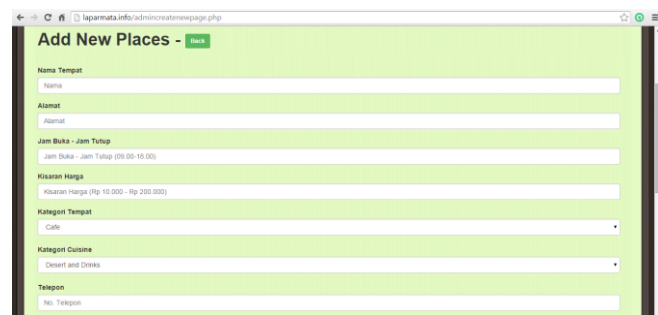 laparmata.info/admincreatenewpage.php
Add New Places - Back
Nama Tempat
Nama
Alamat
Alamat
Jam Buka - Jam Tutup
Jam Buka - Jam Tutup (09.00-16.00)
Kisaran Harga
Kisaran Harga (Rp 10.000 - Rp 200.000)
Kategori Tempat
Cafe
Kategori Cuisine
Desert and Drinks
Telepon
No. Telepon